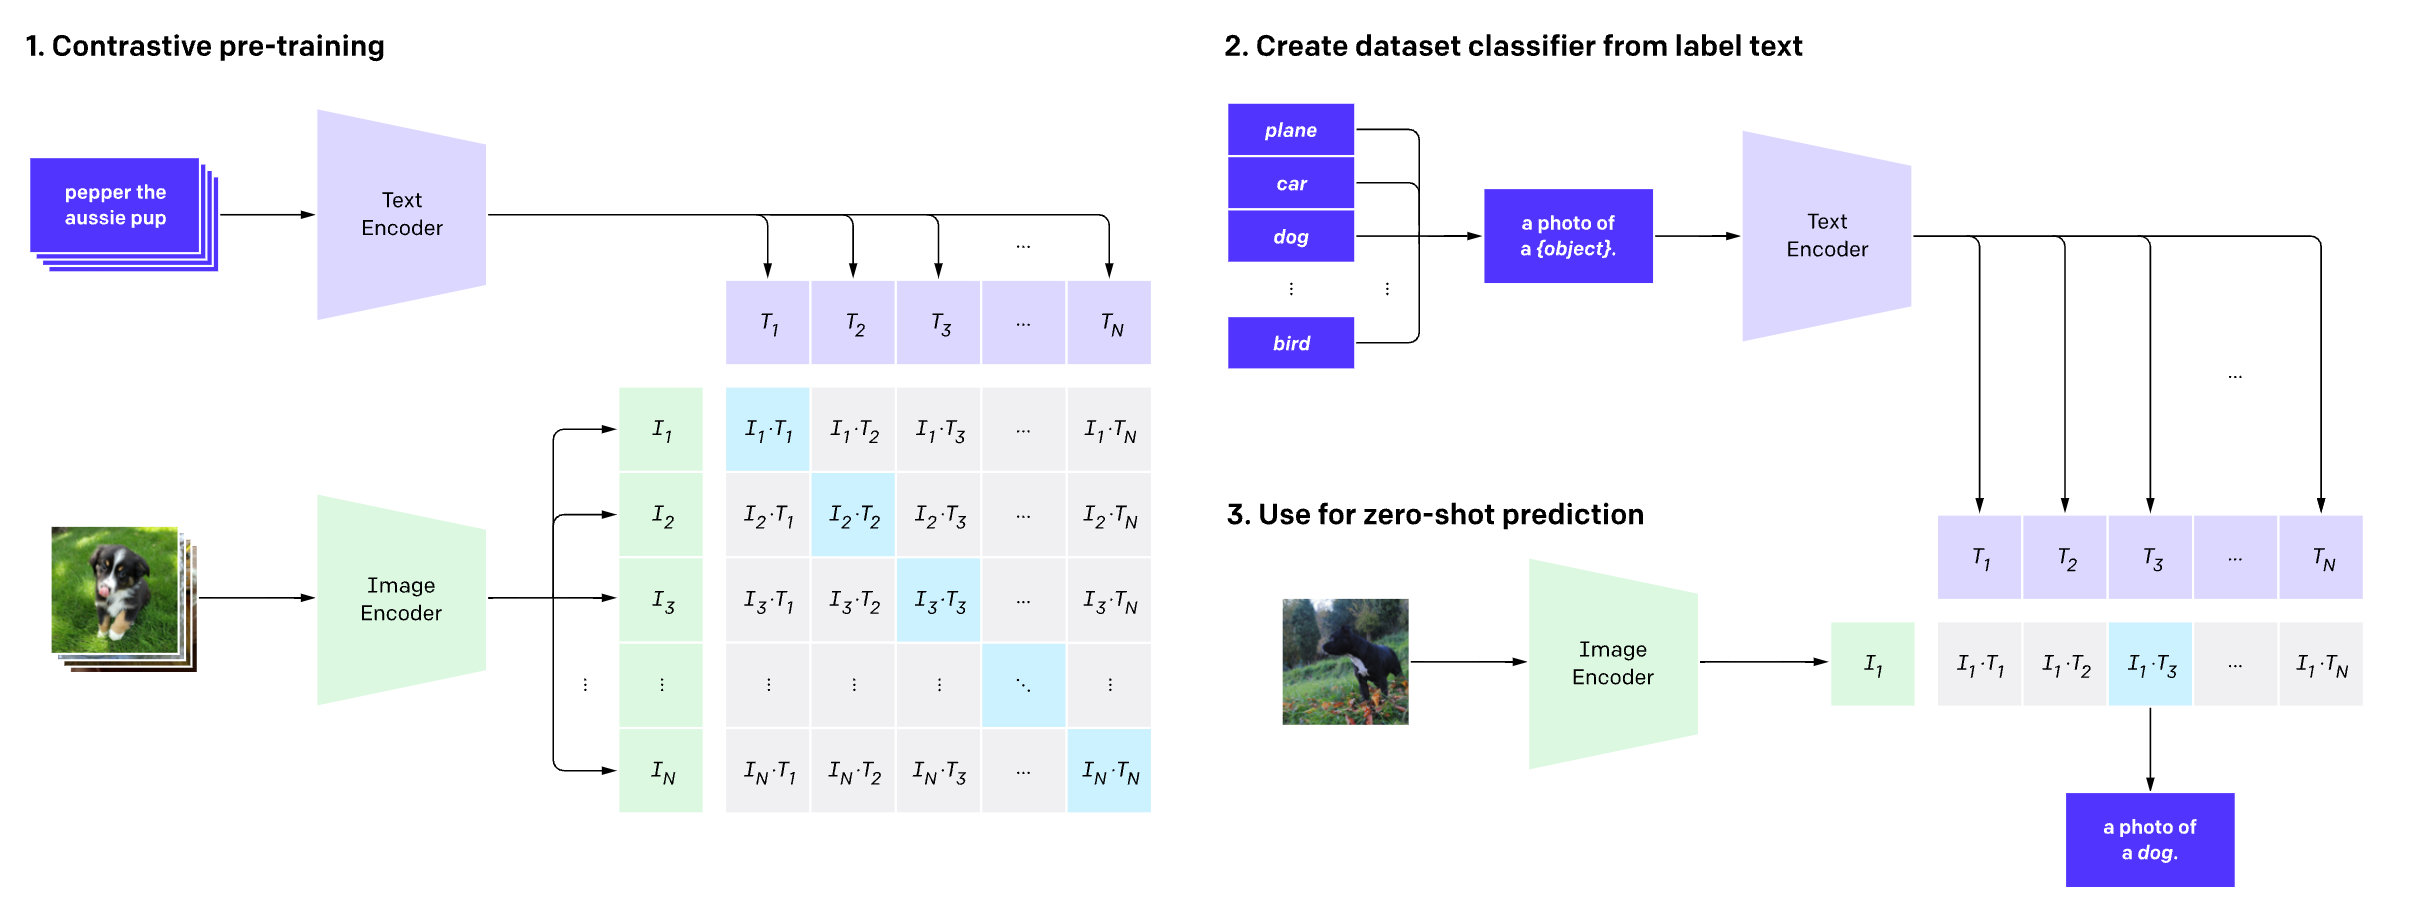 1. Contrastive pre-training
pepper the
aussie pup
Text
Encoder
...
T1 T2 T3 ... TN
Image
Encoder
I1 I1·T1 I1·T2 I1·T3 ... I1·TN
I2 I2·T1 I2·T2 I2·T3 ... I2·TN
I3 I3·T1 I3·T2 I3·T3 ... I3·TN
⋮ ⋮ ⋮ ⋮ ⋮ ⋱ ⋮
IN IN·T1 IN·T2 IN·T3 ... IN·TN
2. Create dataset classifier from label text
plane
car
dog
⋮ ⋮
bird
a photo of
a {object}.
Text
Encoder
...
T1 T2 T3 ... TN
3. Use for zero-shot prediction
Image
Encoder
I1 I1·T1 I1·T2 I1·T3 ... I1·TN
a photo of
a dog.